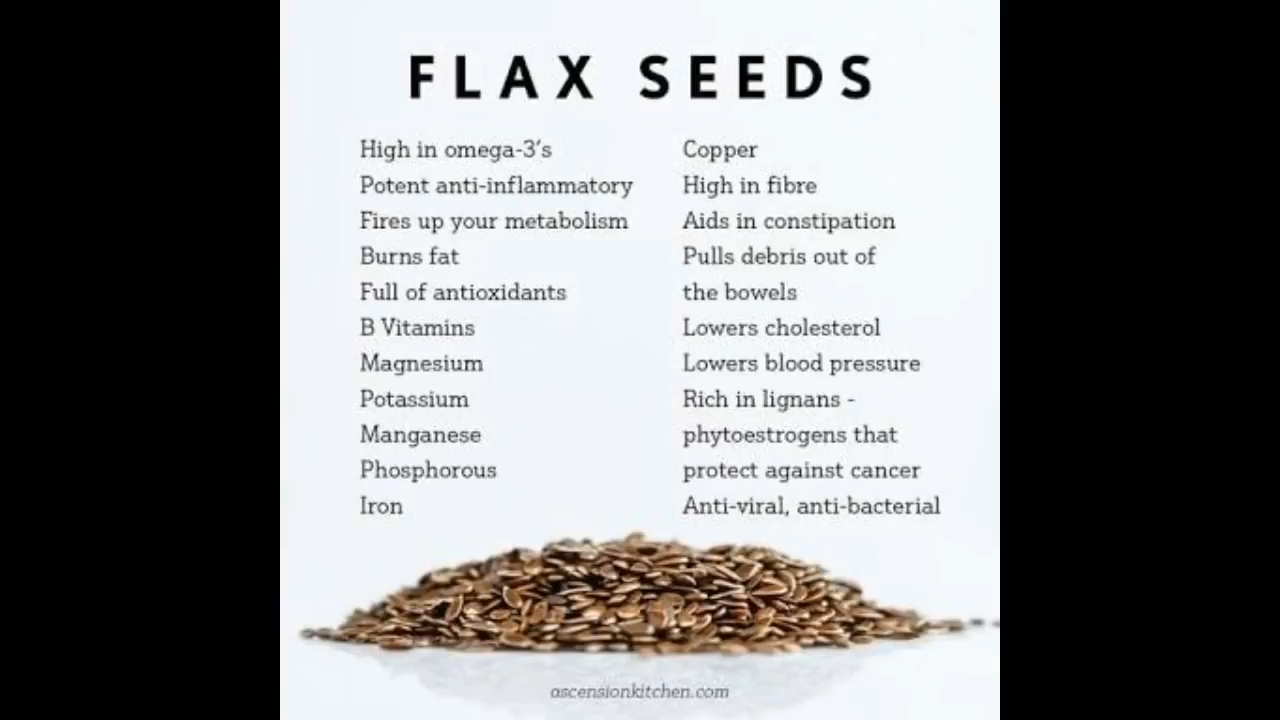 FLAX SEEDS
High in omega-3's
Potent anti-inflammatory
Fires up your metabolism
Burns fat
Full of antioxidants
B Vitamins
Magnesium
Potassium
Manganese
Phosphorous
Iron
Copper
High in fibre
Aids in constipation
Pulls debris out of
the bowels
Lowers cholesterol
Lowers blood pressure
Rich in lignans -
phytoestrogens that
protect against cancer
Anti-viral, anti-bacterial
ascensionkitchen.com